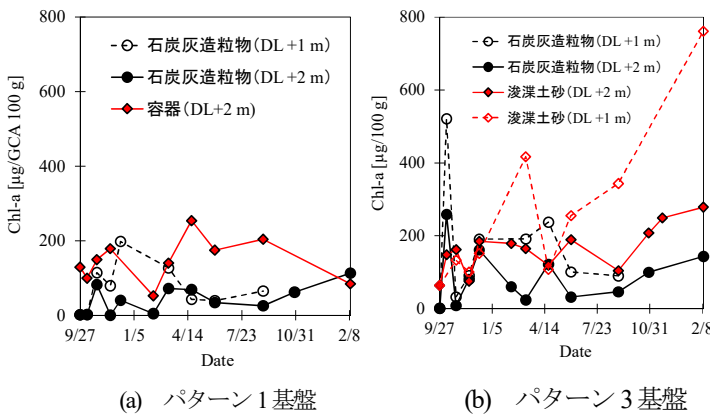 800
600
400
200
0
Chl-a [µg/GCA 100 g]
石炭灰造粒物(DL +1 m)
石炭灰造粒物(DL +2 m)
容器(DL+2 m)
9/27 1/5 4/14 7/23 10/31 2/8
Date
(a) パターン 1 基盤
800
600
400
200
0
Chl-a [µg/100 g]
石炭灰造粒物(DL +1 m)
石炭灰造粒物(DL +2 m)
浚渫土砂(DL +2 m)
浚渫土砂(DL +1 m)
9/27 1/5 4/14 7/23 10/31 2/8
Date
(b) パターン 3 基盤